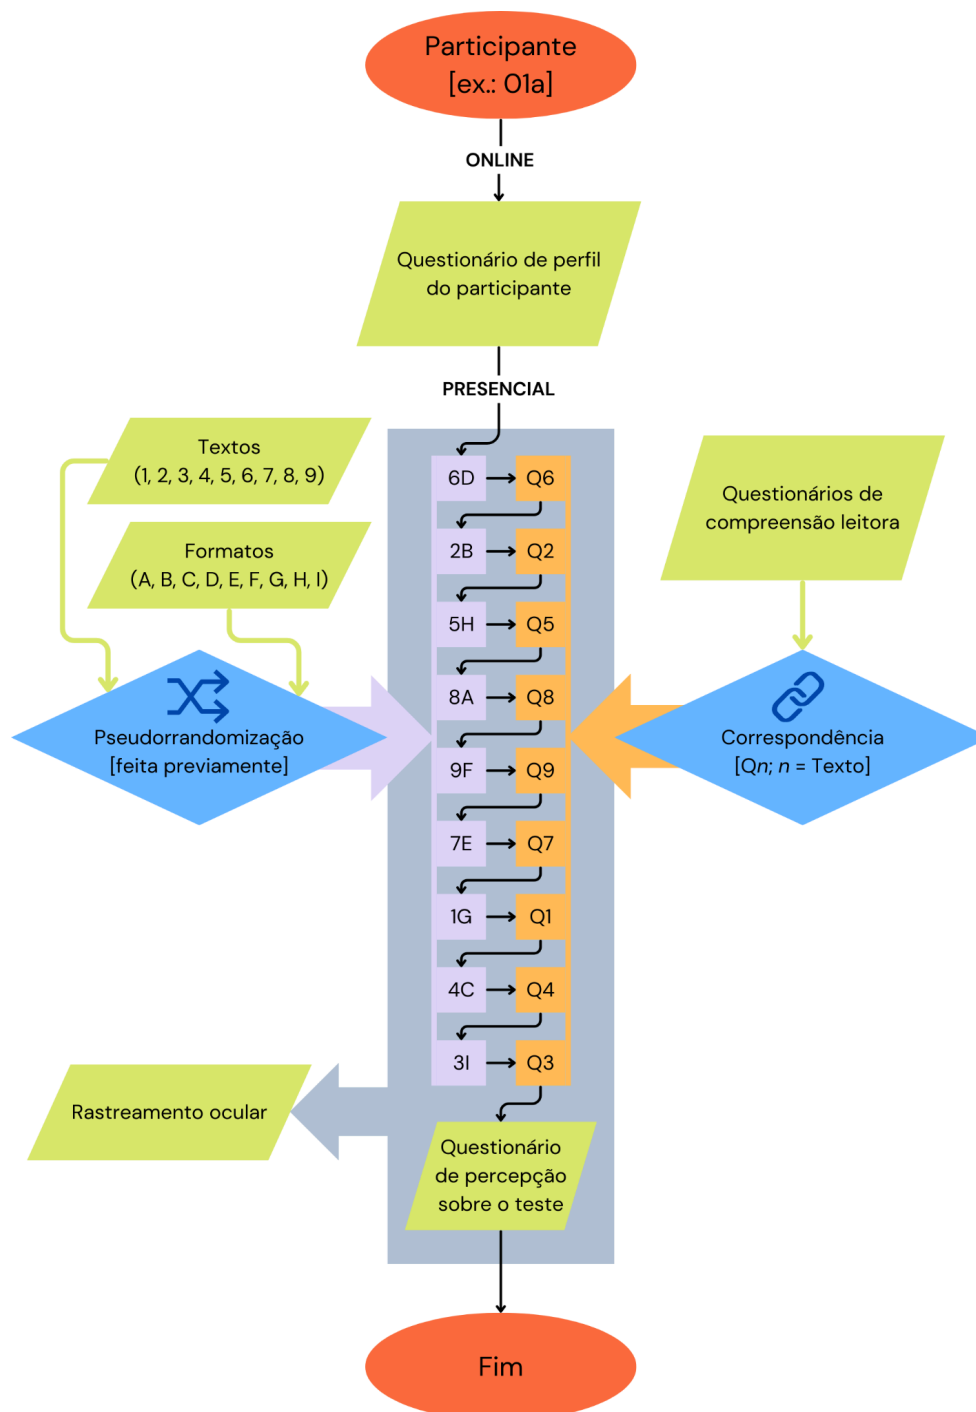 Participante
[ex.: 01a]
ONLINE
Questionário de perfil
do participante
PRESENCIAL
Textos
(1, 2, 3, 4, 5, 6, 7, 8, 9)
Formatos
(A, B, C, D, E, F, G, H, I)
Pseudorrandomização
[feita previamente]
Questionários de
compreensão leitora
Correspondência
[Qn; n = Texto]
6D Q6
2B Q2
5H Q5
8A Q8
9F Q9
7E Q7
1G Q1
4C Q4
3I Q3
Rastreamento ocular
Questionário
de percepção
sobre o teste
Fim